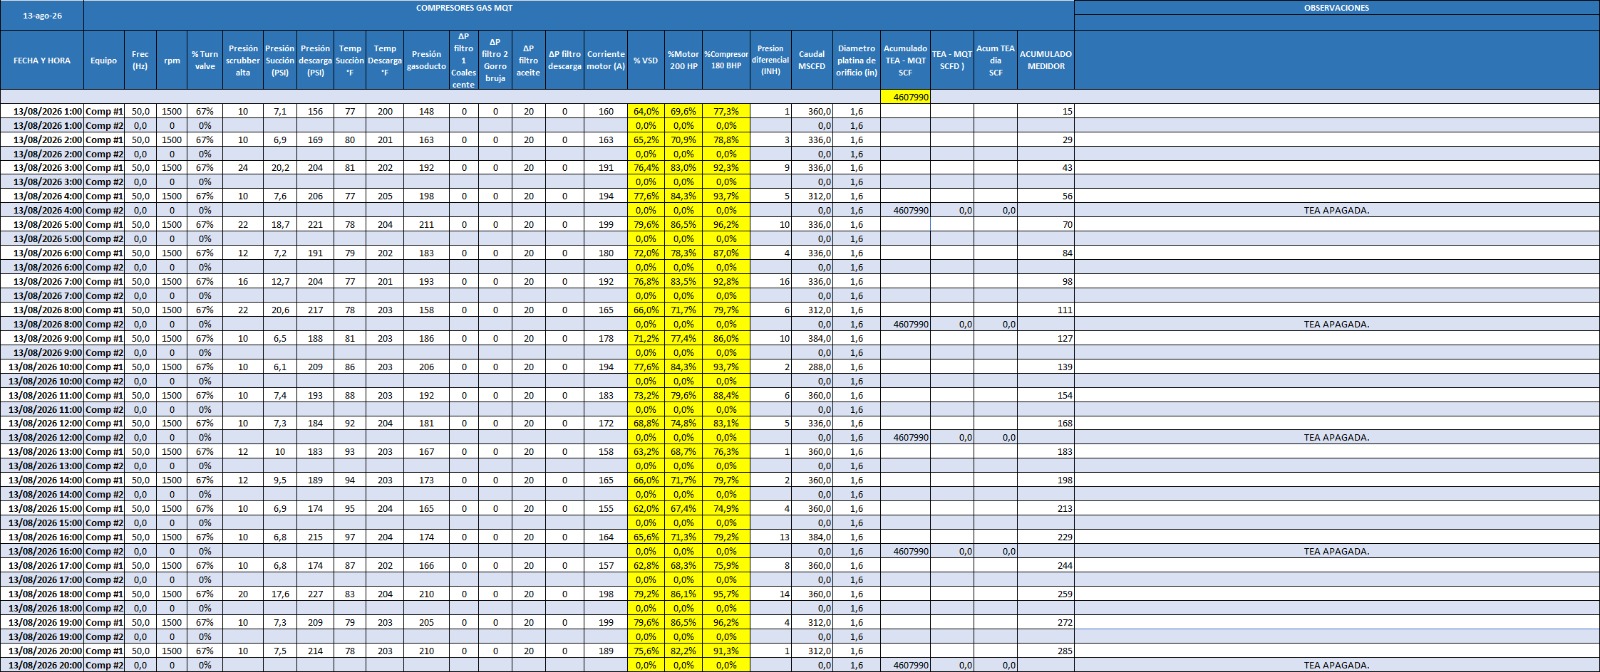 13-ago-26 COMPRESORES GAS MQT OBSERVACIONES
FECHA Y HORA Equipo Frec (Hz) rpm % Turn valve Presión scrubber alta Presión Succión (PSI) Presión descarga (PSI) Temp Succiòn °F Temp Descarga °F Presión gasoducto ΔP filtro 1 Coales cente ΔP filtro 2 Gorro bruja ΔP filtro aceite ΔP filtro descarga Corriente motor (A) % VSD %Motor 200 HP %Compresor 180 BHP Presion diferencial (INH) Caudal MSCFD Diametro platina de orificio (in) Acumulado TEA - MQT SCF TEA - MQT SCFD ) Acum TEA dia SCF ACUMULADO MEDIDOR
4607990
13/08/2026 1:00 Comp #1 50,0 1500 67% 10 7,1 156 77 200 148 0 0 20 0 160 64,0% 69,6% 77,3% 1 360,0 1,6 15
13/08/2026 1:00 Comp #2 0,0 0 0% 0,0% 0,0% 0,0% 0,0 1,6
13/08/2026 2:00 Comp #1 50,0 1500 67% 10 6,9 169 80 201 163 0 0 20 0 163 65,2% 70,9% 78,8% 3 336,0 1,6 29
13/08/2026 2:00 Comp #2 0,0 0 0% 0,0% 0,0% 0,0% 0,0 1,6
13/08/2026 3:00 Comp #1 50,0 1500 67% 24 20,2 204 81 202 192 0 0 20 0 191 76,4% 83,0% 92,3% 9 336,0 1,6 43
13/08/2026 3:00 Comp #2 0,0 0 0% 0,0% 0,0% 0,0% 0,0 1,6
13/08/2026 4:00 Comp #1 50,0 1500 67% 10 7,6 206 77 205 198 0 0 20 0 194 77,6% 84,3% 93,7% 5 312,0 1,6 56
13/08/2026 4:00 Comp #2 0,0 0 0% 0,0% 0,0% 0,0% 0,0 1,6 4607990 0,0 0,0 TEA APAGADA.
13/08/2026 5:00 Comp #1 50,0 1500 67% 22 18,7 221 78 204 211 0 0 20 0 199 79,6% 86,5% 96,2% 10 336,0 1,6 70
13/08/2026 5:00 Comp #2 0,0 0 0% 0,0% 0,0% 0,0% 0,0 1,6
13/08/2026 6:00 Comp #1 50,0 1500 67% 12 7,2 191 79 202 183 0 0 20 0 180 72,0% 78,3% 87,0% 4 336,0 1,6 84
13/08/2026 6:00 Comp #2 0,0 0 0% 0,0% 0,0% 0,0% 0,0 1,6
13/08/2026 7:00 Comp #1 50,0 1500 67% 16 12,7 204 77 201 193 0 0 20 0 192 76,8% 83,5% 92,8% 16 336,0 1,6 98
13/08/2026 7:00 Comp #2 0,0 0 0% 0,0% 0,0% 0,0% 0,0 1,6
13/08/2026 8:00 Comp #1 50,0 1500 67% 22 20,6 217 78 203 158 0 0 20 0 165 66,0% 71,7% 79,7% 6 312,0 1,6 111
13/08/2026 8:00 Comp #2 0,0 0 0% 0,0% 0,0% 0,0% 0,0 1,6 4607990 0,0 0,0 TEA APAGADA.
13/08/2026 9:00 Comp #1 50,0 1500 67% 10 6,5 188 81 203 186 0 0 20 0 178 71,2% 77,4% 86,0% 10 384,0 1,6 127
13/08/2026 9:00 Comp #2 0,0 0 0% 0,0% 0,0% 0,0% 0,0 1,6
13/08/2026 10:00 Comp #1 50,0 1500 67% 10 6,1 209 86 203 206 0 0 20 0 194 77,6% 84,3% 93,7% 2 288,0 1,6 139
13/08/2026 10:00 Comp #2 0,0 0 0% 0,0% 0,0% 0,0% 0,0 1,6
13/08/2026 11:00 Comp #1 50,0 1500 67% 10 7,4 193 88 203 192 0 0 20 0 183 73,2% 79,6% 88,4% 6 360,0 1,6 154
13/08/2026 11:00 Comp #2 0,0 0 0% 0,0% 0,0% 0,0% 0,0 1,6
13/08/2026 12:00 Comp #1 50,0 1500 67% 10 7,3 184 92 204 181 0 0 20 0 172 68,8% 74,8% 83,1% 5 336,0 1,6 168
13/08/2026 12:00 Comp #2 0,0 0 0% 0,0% 0,0% 0,0% 0,0 1,6 4607990 0,0 0,0 TEA APAGADA.
13/08/2026 13:00 Comp #1 50,0 1500 67% 12 10 183 93 203 167 0 0 20 0 158 63,2% 68,7% 76,3% 1 360,0 1,6 183
13/08/2026 13:00 Comp #2 0,0 0 0% 0,0% 0,0% 0,0% 0,0 1,6
13/08/2026 14:00 Comp #1 50,0 1500 67% 12 9,5 189 94 203 173 0 0 20 0 165 66,0% 71,7% 79,7% 2 360,0 1,6 198
13/08/2026 14:00 Comp #2 0,0 0 0% 0,0% 0,0% 0,0% 0,0 1,6
13/08/2026 15:00 Comp #1 50,0 1500 67% 10 6,9 174 95 204 165 0 0 20 0 155 62,0% 67,4% 74,9% 4 360,0 1,6 213
13/08/2026 15:00 Comp #2 0,0 0 0% 0,0% 0,0% 0,0% 0,0 1,6
13/08/2026 16:00 Comp #1 50,0 1500 67% 10 6,8 215 97 204 174 0 0 20 0 164 65,6% 71,3% 79,2% 13 384,0 1,6 229
13/08/2026 16:00 Comp #2 0,0 0 0% 0,0% 0,0% 0,0% 0,0 1,6 4607990 0,0 0,0 TEA APAGADA.
13/08/2026 17:00 Comp #1 50,0 1500 67% 10 6,8 174 87 202 166 0 0 20 0 157 62,8% 68,3% 75,9% 8 360,0 1,6 244
13/08/2026 17:00 Comp #2 0,0 0 0% 0,0% 0,0% 0,0% 0,0 1,6
13/08/2026 18:00 Comp #1 50,0 1500 67% 20 17,6 227 83 204 210 0 0 20 0 198 79,2% 86,1% 95,7% 14 360,0 1,6 259
13/08/2026 18:00 Comp #2 0,0 0 0% 0,0% 0,0% 0,0% 0,0 1,6
13/08/2026 19:00 Comp #1 50,0 1500 67% 10 7,3 209 79 203 205 0 0 20 0 199 79,6% 86,5% 96,2% 4 312,0 1,6 272
13/08/2026 19:00 Comp #2 0,0 0 0% 0,0% 0,0% 0,0% 0,0 1,6
13/08/2026 20:00 Comp #1 50,0 1500 67% 10 7,5 214 78 203 210 0 0 20 0 189 75,6% 82,2% 91,3% 1 312,0 1,6 285
13/08/2026 20:00 Comp #2 0,0 0 0% 0,0% 0,0% 0,0% 0,0 1,6 4607990 0,0 0,0 TEA APAGADA.